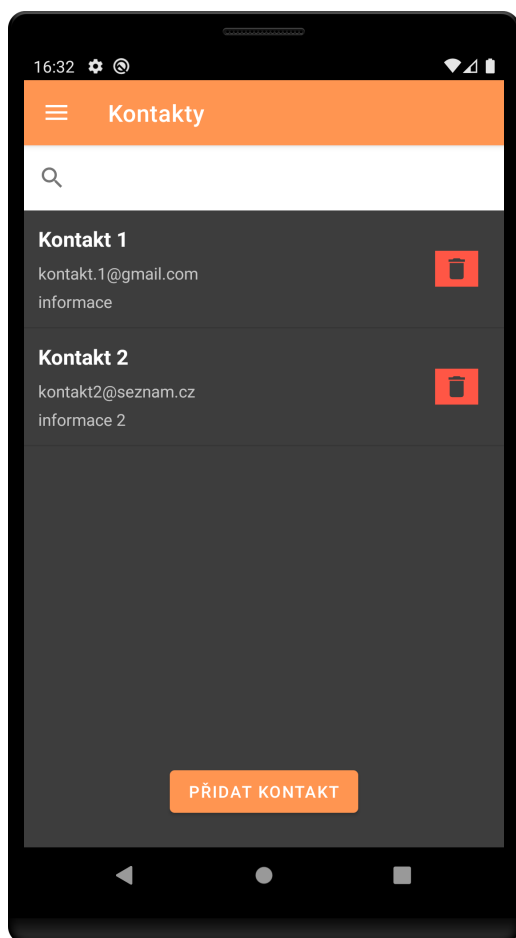 16:32
Kontakty
Kontakt 1
kontakt.1@gmail.com
informace
Kontakt 2
kontakt2@seznam.cz
informace 2
PŘIDAT KONTAKT